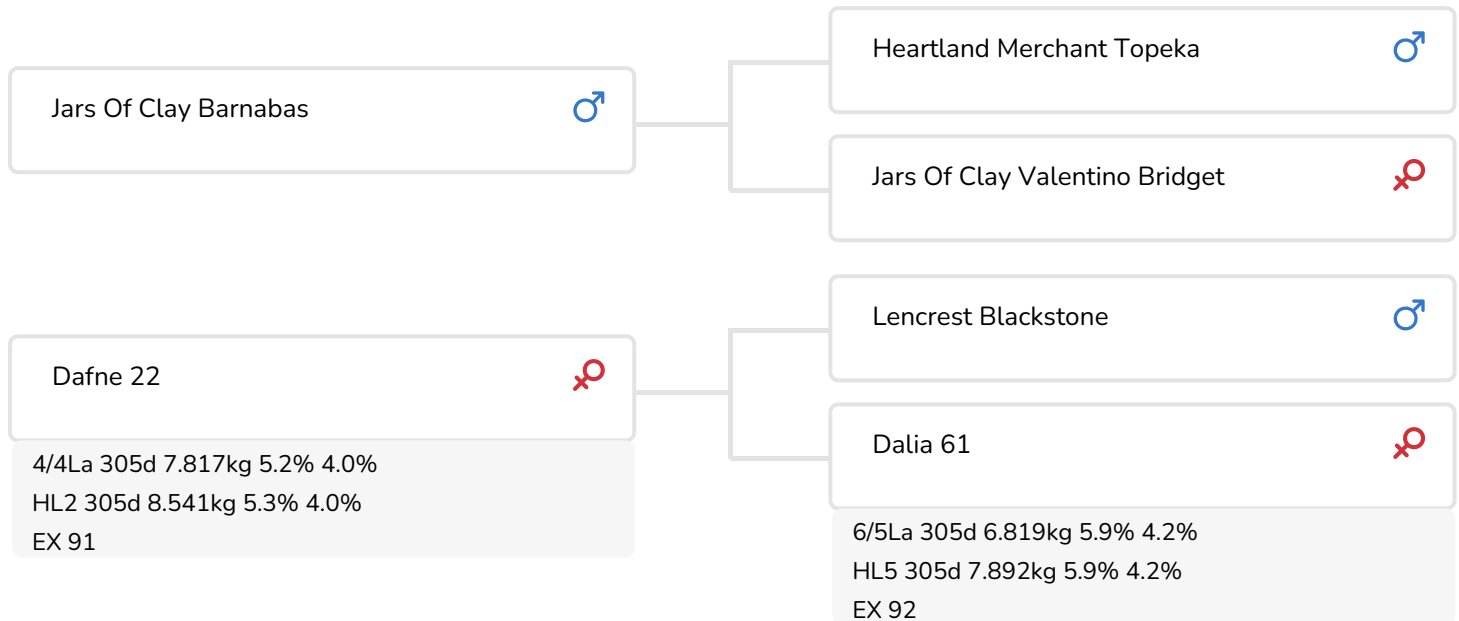 Jars Of Clay Barnabas
Heartland Merchant Topeka
Jars Of Clay Valentino Bridget
Dafne 22
4/4La 305d 7.817kg 5.2% 4.0%
HL2 305d 8.541kg 5.3% 4.0%
EX 91
Lencrest Blackstone
Dalia 61
6/5La 305d 6.819kg 5.9% 4.2%
HL5 305d 7.892kg 5.9% 4.2%
EX 92